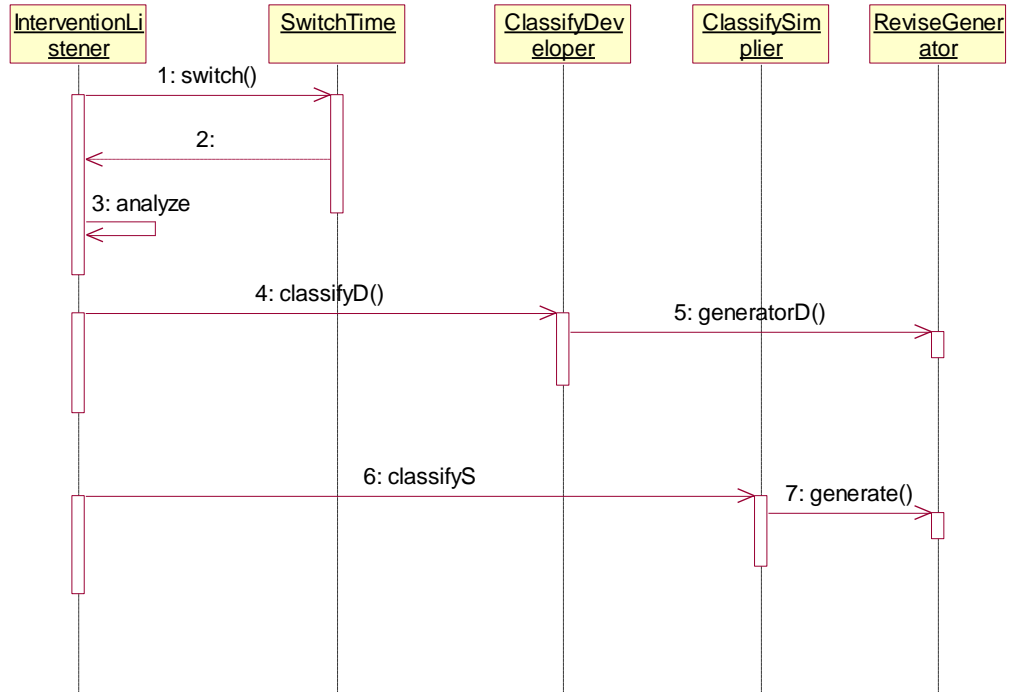 InterventionLi
stener
SwitchTime
ClassifyDev
eloper
ClassifySim
plier
ReviseGener
ator
1: switch()
2:
3: analyze
4: classifyD()
5: generatorD()
6: classifyS
7: generate()